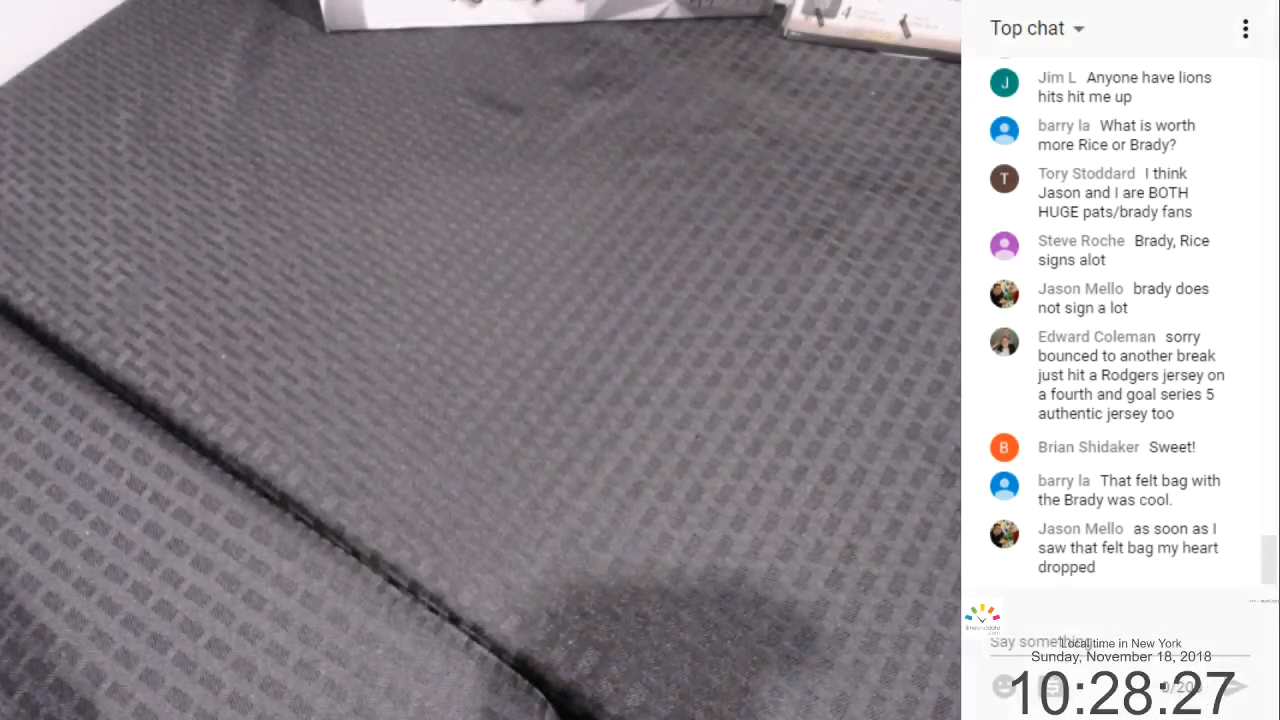 4
Top chat
Jim L Anyone have lions
hits hit me up
J
barry la What is worth
more Rice or Brady?
Tory Stoddard I think
T
Jason and I are BOTH
HUGE pats/brady fans
Steve Roche Brady, Rice
signs alot
Jason Mello brady does
not sign a lot
Edward Coleman sorry
bounced to another break
just hit a Rodgers jersey on
a fourth and goal series 5
authentic jersey too
B
Brian Shidaker Sweet!
barry la That felt bag with
the Brady was cool.
Jason Mello as soon as I
saw that felt bag my heart
dropped
Say something...
Local time in New York
Sunday, November 18, 2018
10:28:27
0/200